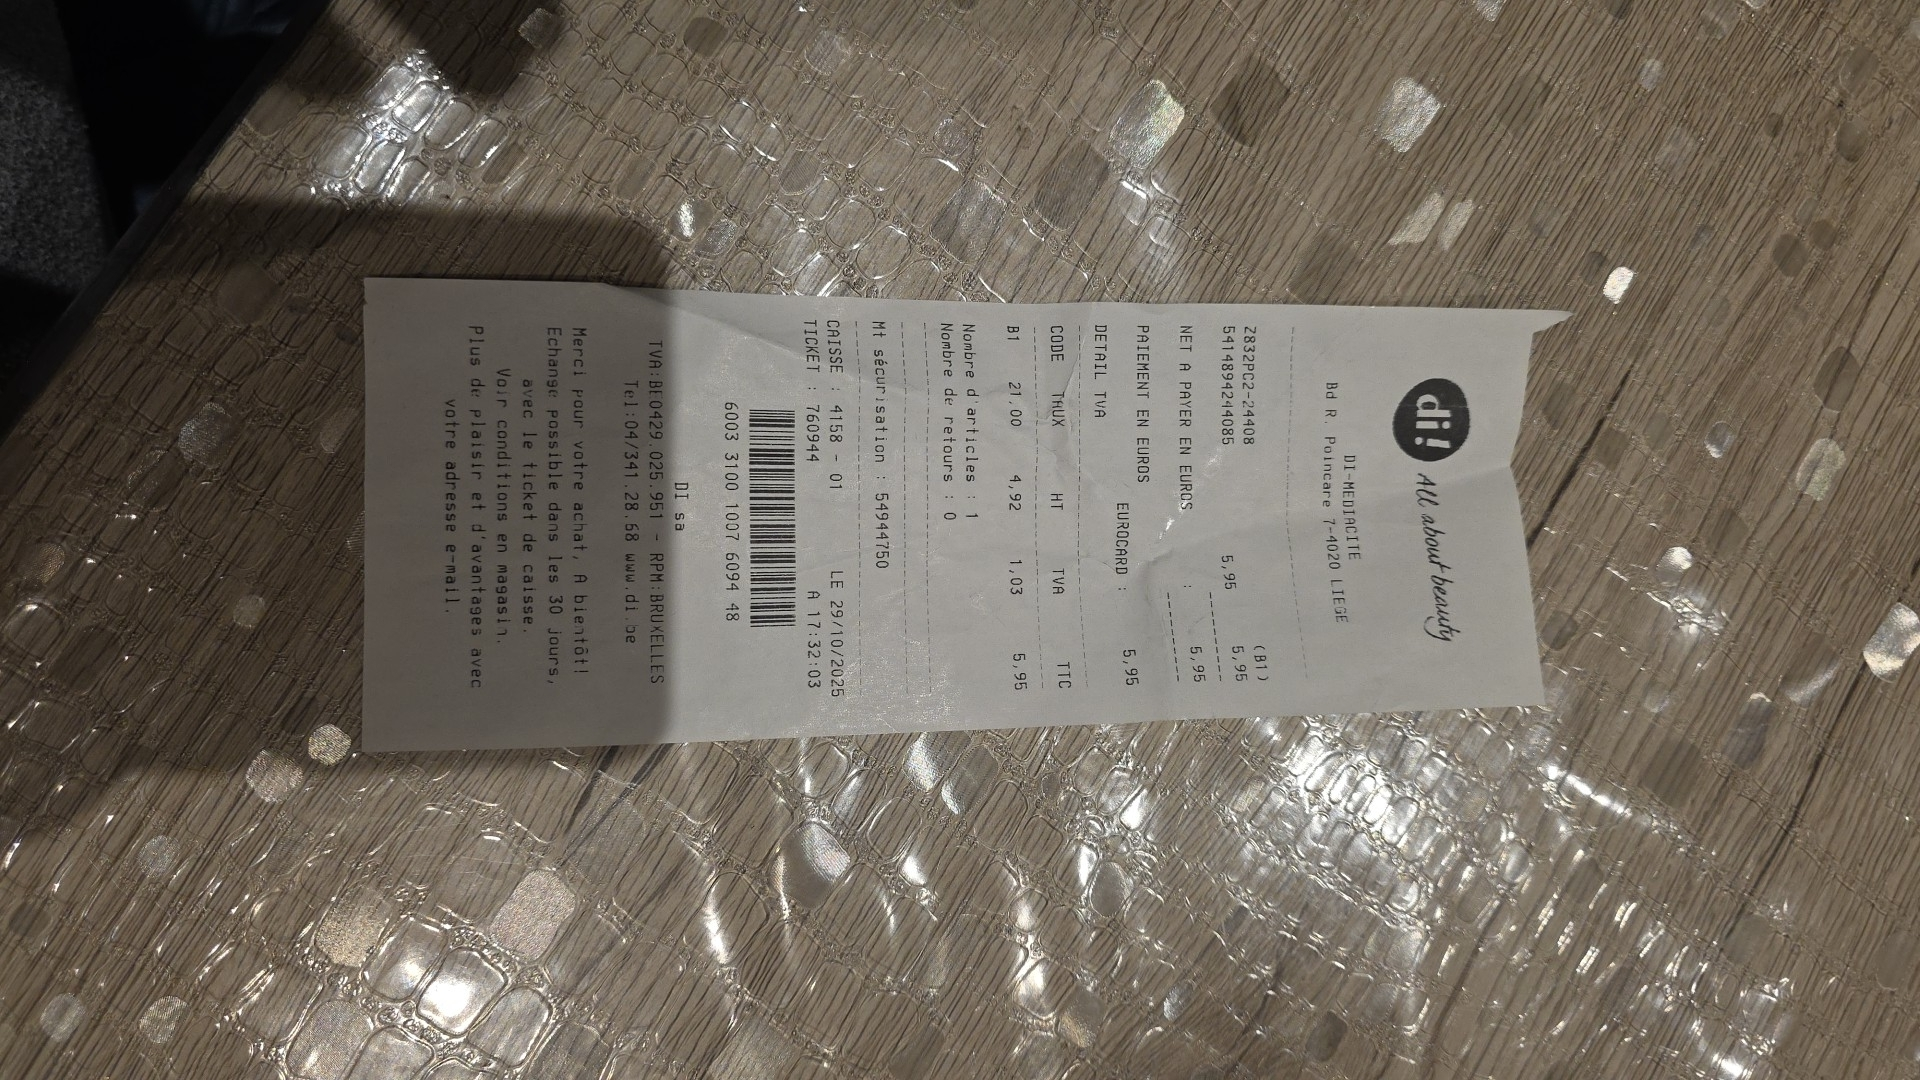 di! All about beauty
DI-MEDIACITE
Bd R. Poincare 7-4020 LIEGE
(B1)
2832PC2-24408 5,95
5414894244085 5,95
NET A PAYER EN EUROS : 5,95
PAIEMENT EN EUROS
EUROCARD : 5,95
DETAIL TVA
CODE TAUX HT TVA TTC
B1 21.00 4,92 1,03 5,95
Nombre d'articles : 1
Nombre de retours : 0
Mt sécurisation : 54944750
CAISSE : 4158 - 01 LE 29/10/2025
TICKET : 760944 A 17:32:03
6003 3100 1007 6094 48
DI sa
TVA:BE0429.025.951 - RPM:BRUXELLES
Tel:04/341.28.68 www.di.be
Merci pour votre achat, A bientôt!
Echange possible dans les 30 jours,
avec le ticket de caisse.
Voir conditions en magasin.
Plus de plaisir et d'avantages avec
votre adresse e-mail.